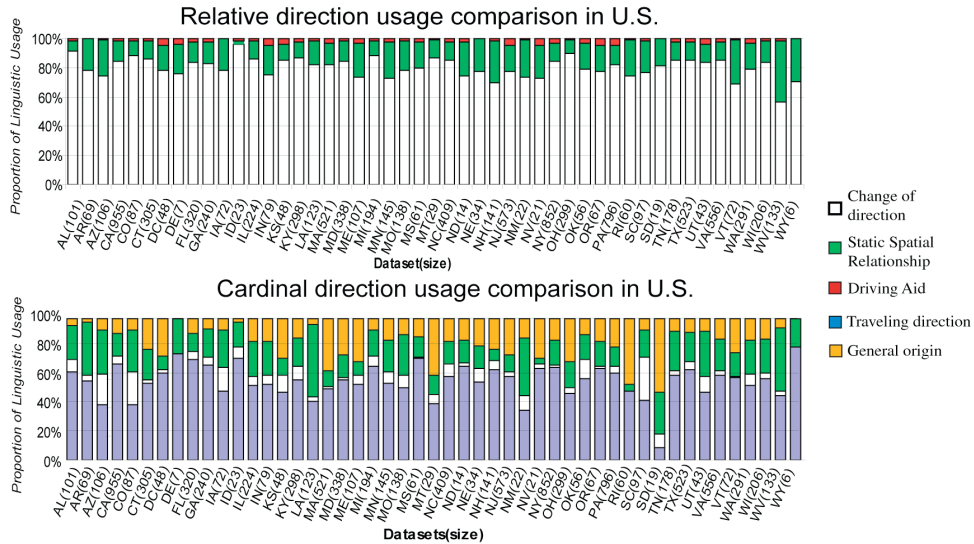 Relative direction usage comparison in U.S.
Proportion of Linguistic Usage
100%
80%
60%
40%
20%
0%
AL(101) AR(69) AZ(106) CA(955) CO(87) CT(305) DC(48) DE(7) FL(320) GA(240) IA(72) ID(23) IL(224) IN(79) KS(48) KY(298) LA(123) MA(521) MD(338) ME(107) MI(194) MN(145) MO(138) MS(61) MT(29) NC(409) ND(14) NE(34) NH(141) NJ(573) NM(22) NV(21) NY(852) OH(299) OK(56) OR(67) PA(796) RI(60) SC(97) SD(19) TN(178) TX(523) UT(43) VA(556) VT(72) WA(291) WI(206) WV(133) WY(6)
Dataset(size)
Change of
direction
Static Spatial
Relationship
Driving Aid
Traveling direction
General origin
Cardinal direction usage comparison in U.S.
Proportion of Linguistic Usage
100%
80%
60%
40%
20%
0%
AL(101) AR(69) AZ(106) CA(955) CO(87) CT(305) DC(48) DE(7) FL(320) GA(240) IA(72) ID(23) IL(224) IN(79) KS(48) KY(298) LA(123) MA(521) MD(338) ME(107) MI(194) MN(145) MO(138) MS(61) MT(29) NC(409) ND(14) NE(34) NH(141) NJ(573) NM(22) NV(21) NY(852) OH(299) OK(56) OR(67) PA(796) RI(60) SC(97) SD(19) TN(178) TX(523) UT(43) VA(556) VT(72) WA(291) WI(206) WV(133) WY(6)
Datasets(size)